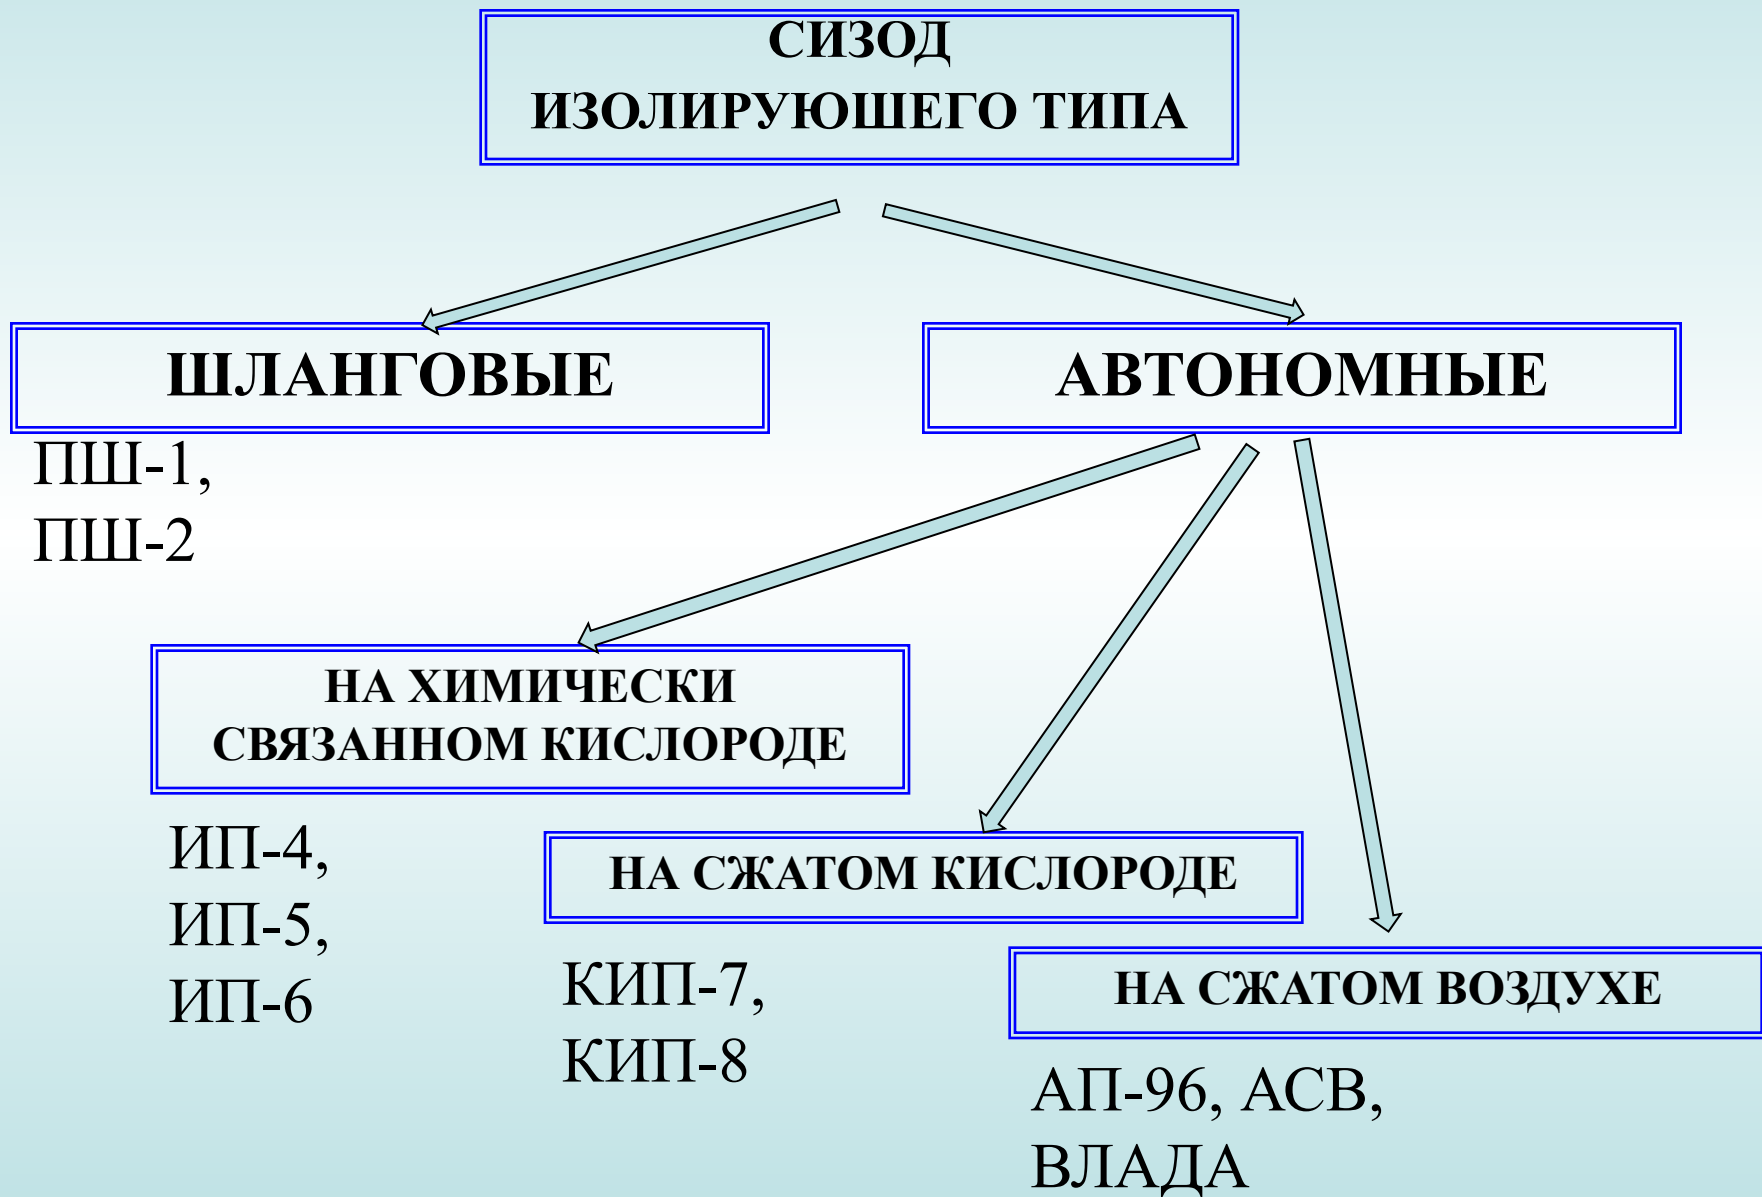 СИЗОД
ИЗОЛИРУЮШЕГО ТИПА
ШЛАНГОВЫЕ
АВТОНОМНЫЕ
ПШ-1,
ПШ-2
НА ХИМИЧЕСКИ
СВЯЗАННОМ КИСЛОРОДЕ
ИП-4,
ИП-5,
ИП-6
НА СЖАТОМ КИСЛОРОДЕ
КИП-7,
КИП-8
НА СЖАТОМ ВОЗДУХЕ
АП-96, АСВ,
ВЛАДА